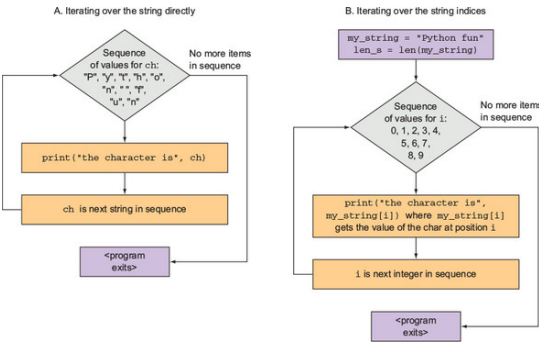 A. Iterating over the string directly
Sequence
of values for ch:
"P", "y", "t", "h", "o",
"n", " ", "f",
"u", "n"
No more items
in sequence
print("the character is", ch)
ch is next string in sequence
<program
exits>
B. Iterating over the string indices
my_string = "Python fun"
len_s = len(my_string)
Sequence
of values for i:
0, 1, 2, 3, 4,
5, 6, 7,
8, 9
No more items
in sequence
print("the character is",
my_string[i]) where my_string[i]
gets the value of the char at position i
i is next integer in sequence
<program
exits>